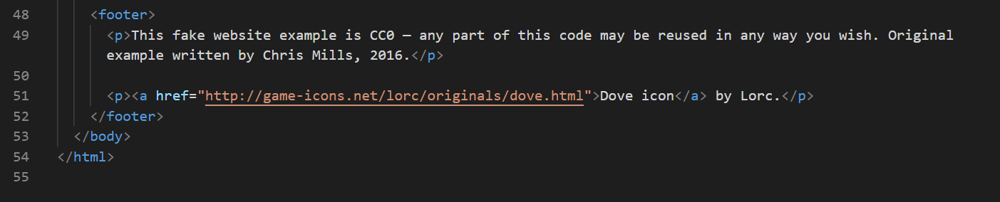 48 <footer>
49 <p>This fake website example is CC0 — any part of this code may be reused in any way you wish. Original
example written by Chris Mills, 2016.</p>
50
51 <p><a href="http://game-icons.net/lorc/originals/dove.html">Dove icon</a> by Lorc.</p>
52 </footer>
53 </body>
54 </html>
55